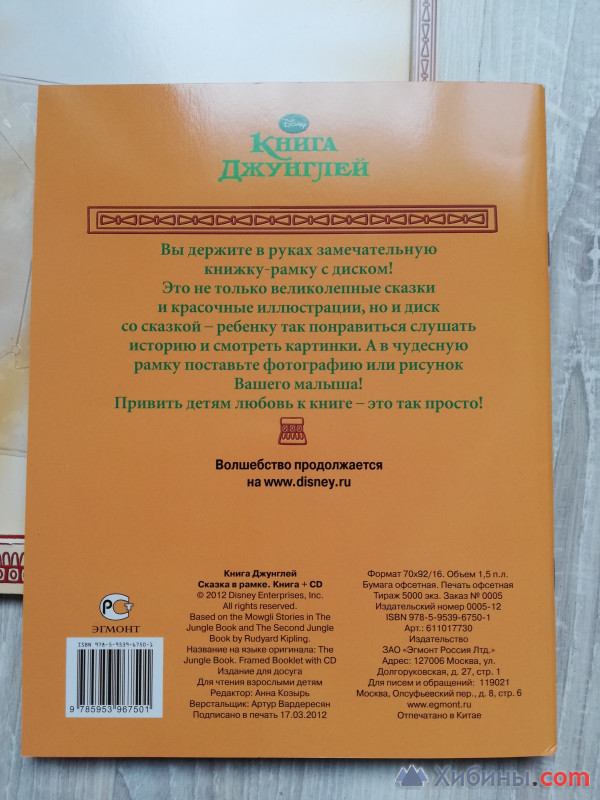 Disney
Книга
Джунглей
Вы держите в руках замечательную
книжку-рамку с диском!
Это не только великолепные сказки
и красочные иллюстрации, но и диск
со сказкой – ребенку так понравиться слушать
историю и смотреть картинки. А в чудесную
рамку поставьте фотографию или рисунок
Вашего малыша!
Привить детям любовь к книге – это так просто!
Волшебство продолжается
на www.disney.ru
РСТ
ЭГМОНТ
ISBN 978-5-9539-6750-1
9 785953 967501
Книга Джунглей
Сказка в рамке. Книга + CD
© 2012 Disney Enterprises, Inc.
All rights reserved.
Based on the Mowgli Stories in The
Jungle Book and The Second Jungle
Book by Rudyard Kipling.
Название на языке оригинала: The
Jungle Book. Framed Booklet with CD
Издание для досуга
Для чтения взрослыми детям
Редактор: Анна Козырь
Верстальщик: Артур Вардересян
Подписано в печать 17.03.2012
Формат 70x92/16. Объем 1,5 п.л.
Бумага офсетная. Печать офсетная
Тираж 5000 экз. Заказ № 0005
Издательский номер 0005-12
ISBN 978-5-9539-6750-1
Арт.: 611017730
Издательство
ЗАО «Эгмонт Россия Лтд.»
Адрес: 127006 Москва, ул.
Долгоруковская, д. 27, стр. 1
Для писем и обращений: 119021
Москва, Олсуфьевский пер., д. 8, стр. 6
www.egmont.ru
Отпечатано в Китае
Хибины.com